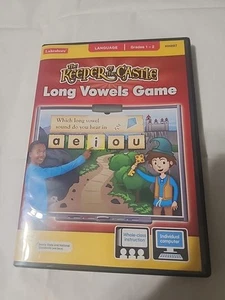 Lakeshore
LANGUAGE
Grades 1 - 2
The KEEPER of the CASTLE
Long Vowels Game
Which long vowel
sound do you hear in
a e i o u
Whole-class
instruction
Individual
computer